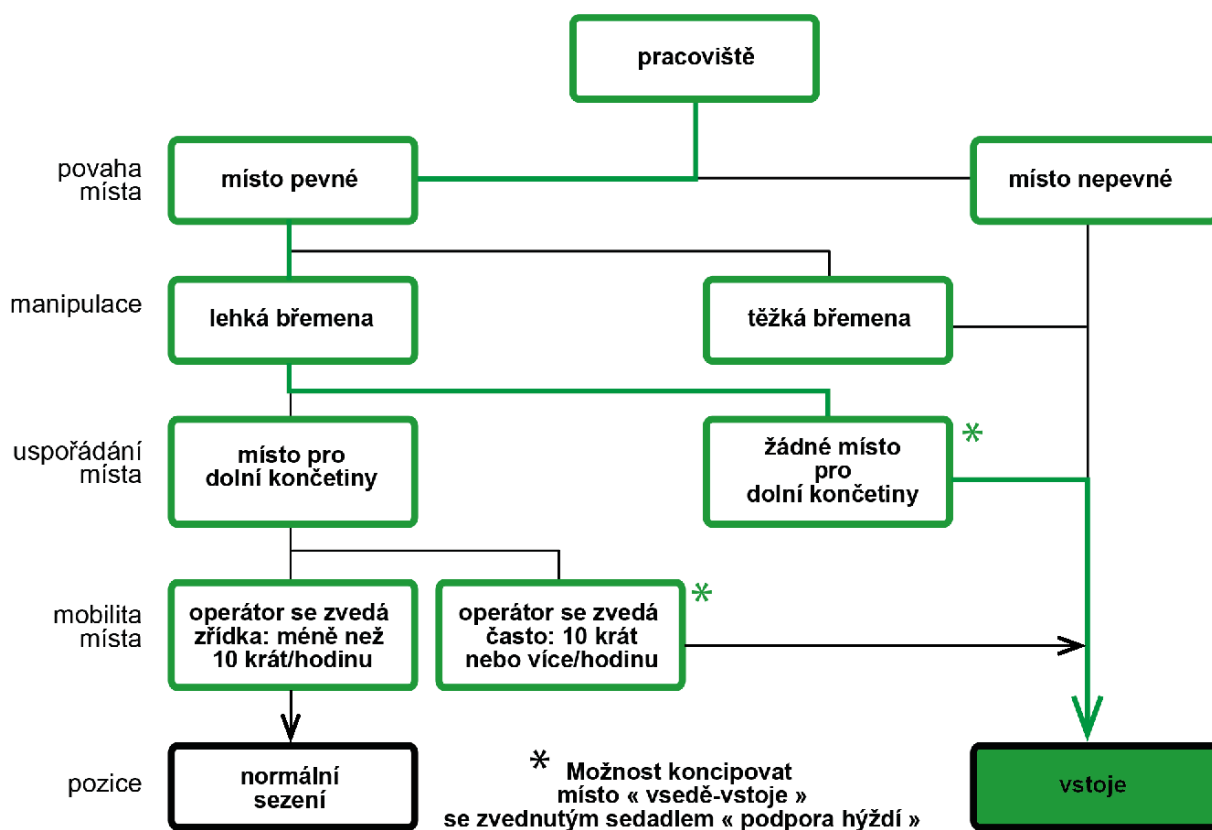 pracoviště
povaha
místa
místo pevné
místo nepevné
manipulace
lehká břemena
těžká břemena
uspořádání
místa
místo pro
dolní končetiny
žádné místo
pro
dolní končetiny
*
mobilita
místa
operátor se zvedá
zřídka: méně než
10 krát/hodinu
operátor se zvedá
často: 10 krát
nebo více/hodinu
*
pozice
normální
sezení
* Možnost koncipovat
místo « vsedě-vstoje »
se zvednutým sedadlem « podpora hýždí »
vstoje